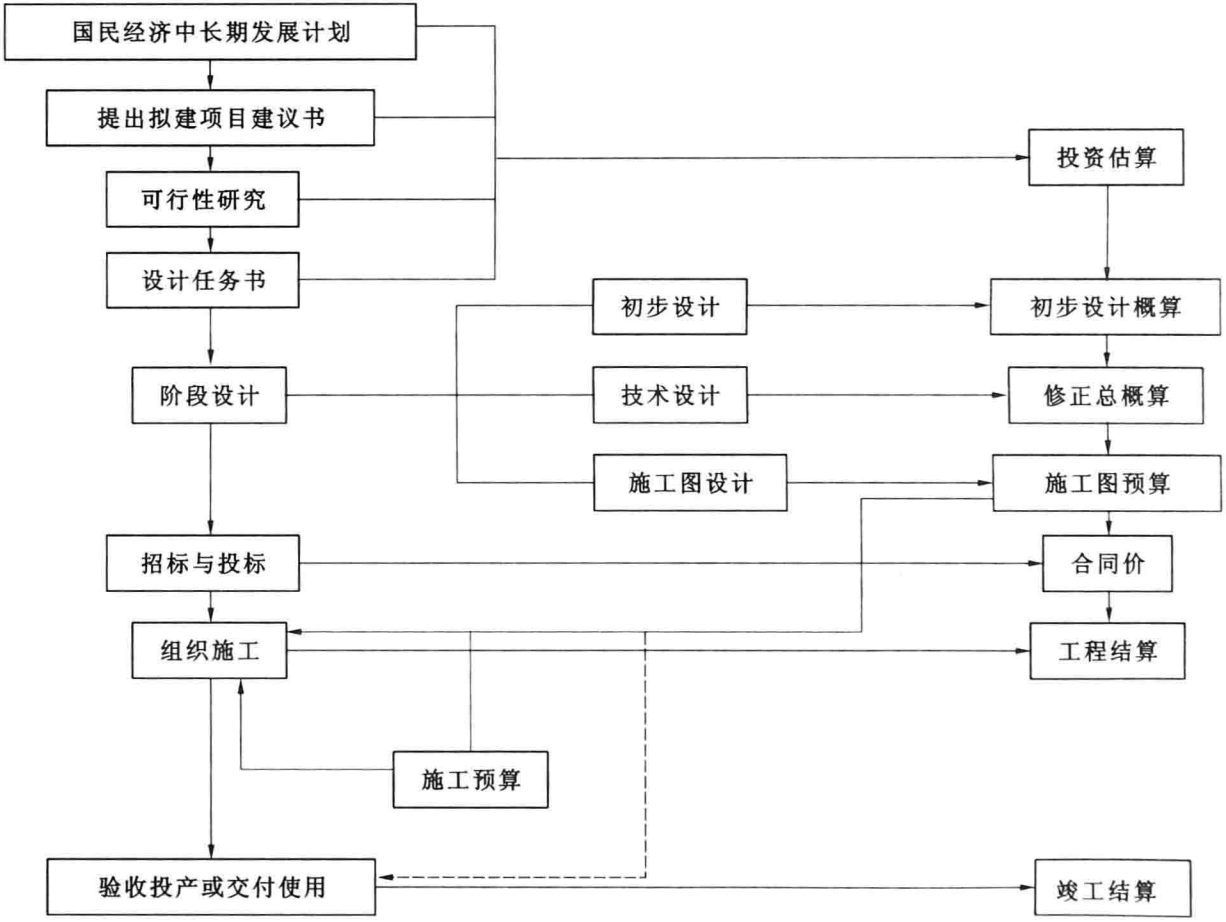 国民经济中长期发展计划
提出拟建项目建议书
投资估算
可行性研究
设计任务书
初步设计
初步设计概算
阶段设计
技术设计
修正总概算
施工图设计
施工图预算
招标与投标
合同价
组织施工
工程结算
施工预算
验收投产或交付使用
竣工结算